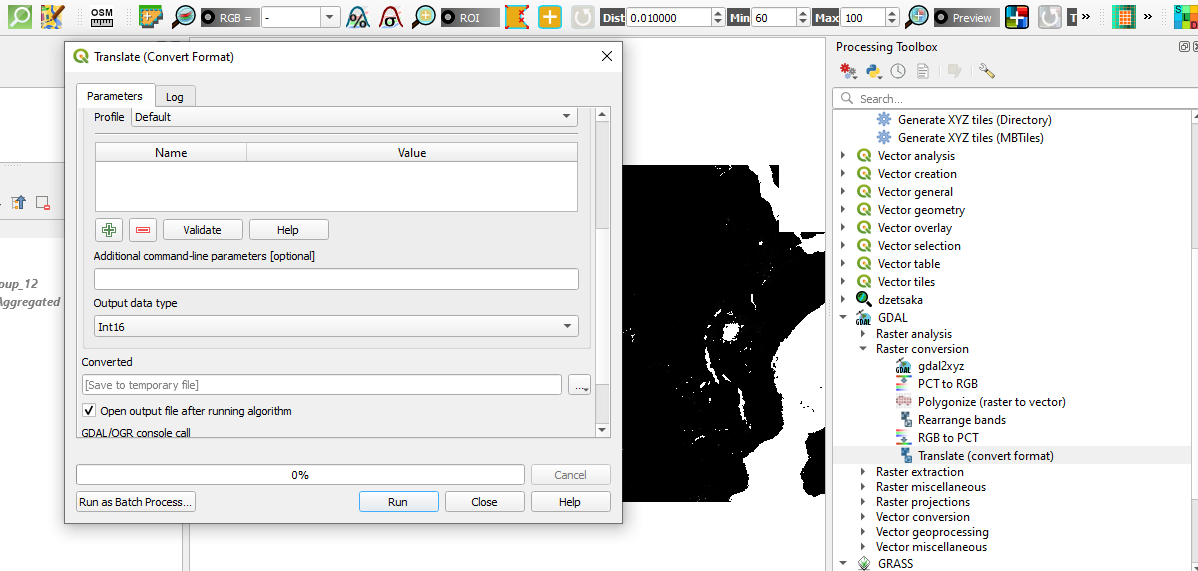 OSM RGB = - ROI Dist 0.010000 Min 60 Max 100 Preview T » »
Translate (Convert Format)
Parameters Log
Profile Default
Name Value
Validate Help
Additional command-line parameters [optional]
Output data type
Int16
Converted
[Save to temporary file] ...
Open output file after running algorithm
GDAL/OGR console call
0% Cancel
Run as Batch Process... Run Close Help
oup_12
Aggregated
Processing Toolbox
Search...
Generate XYZ tiles (Directory)
Generate XYZ tiles (MBTiles)
Vector analysis
Vector creation
Vector general
Vector geometry
Vector overlay
Vector selection
Vector table
Vector tiles
dzetsaka
GDAL
Raster analysis
Raster conversion
gdal2xyz
PCT to RGB
Polygonize (raster to vector)
Rearrange bands
RGB to PCT
Translate (convert format)
Raster extraction
Raster miscellaneous
Raster projections
Vector conversion
Vector geoprocessing
Vector miscellaneous
GRASS